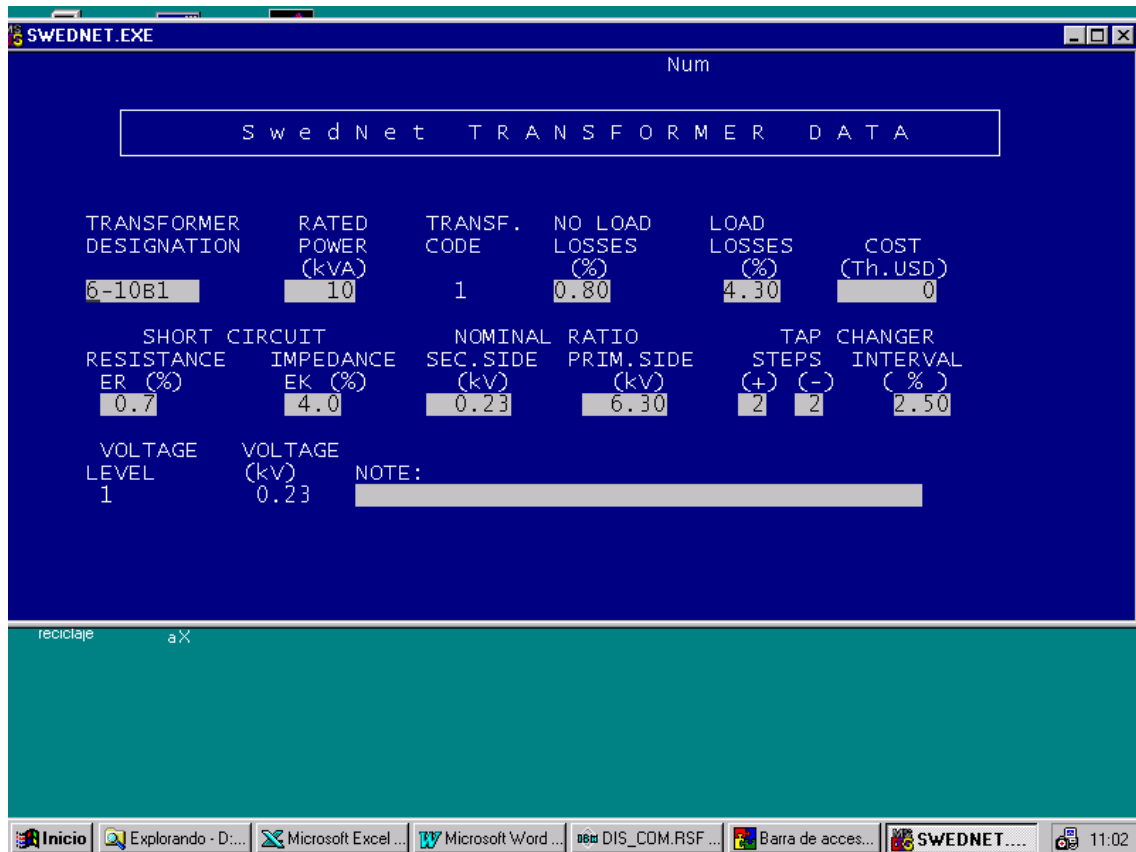 SWEDNET.EXE
Num
SwedNet TRANSFORMER DATA
TRANSFORMER RATED TRANSF. NO LOAD LOAD
DESIGNATION POWER CODE LOSSES LOSSES COST
(kVA) (%) (%) (Th.USD)
6-10B1 10 1 0.80 4.30 0
SHORT CIRCUIT NOMINAL RATIO TAP CHANGER
RESISTANCE IMPEDANCE SEC.SIDE PRIM.SIDE STEPS INTERVAL
ER (%) EK (%) (kV) (kV) (+) (-) ( % )
0.7 4.0 0.23 6.30 2 2 2.50
VOLTAGE VOLTAGE
LEVEL (kV) NOTE:
1 0.23
reciclaje aX
Inicio Explorando - D:... Microsoft Excel ... Microsoft Word ... DIS_COM.RSF ... Barra de acces... SWEDNET.... 11:02